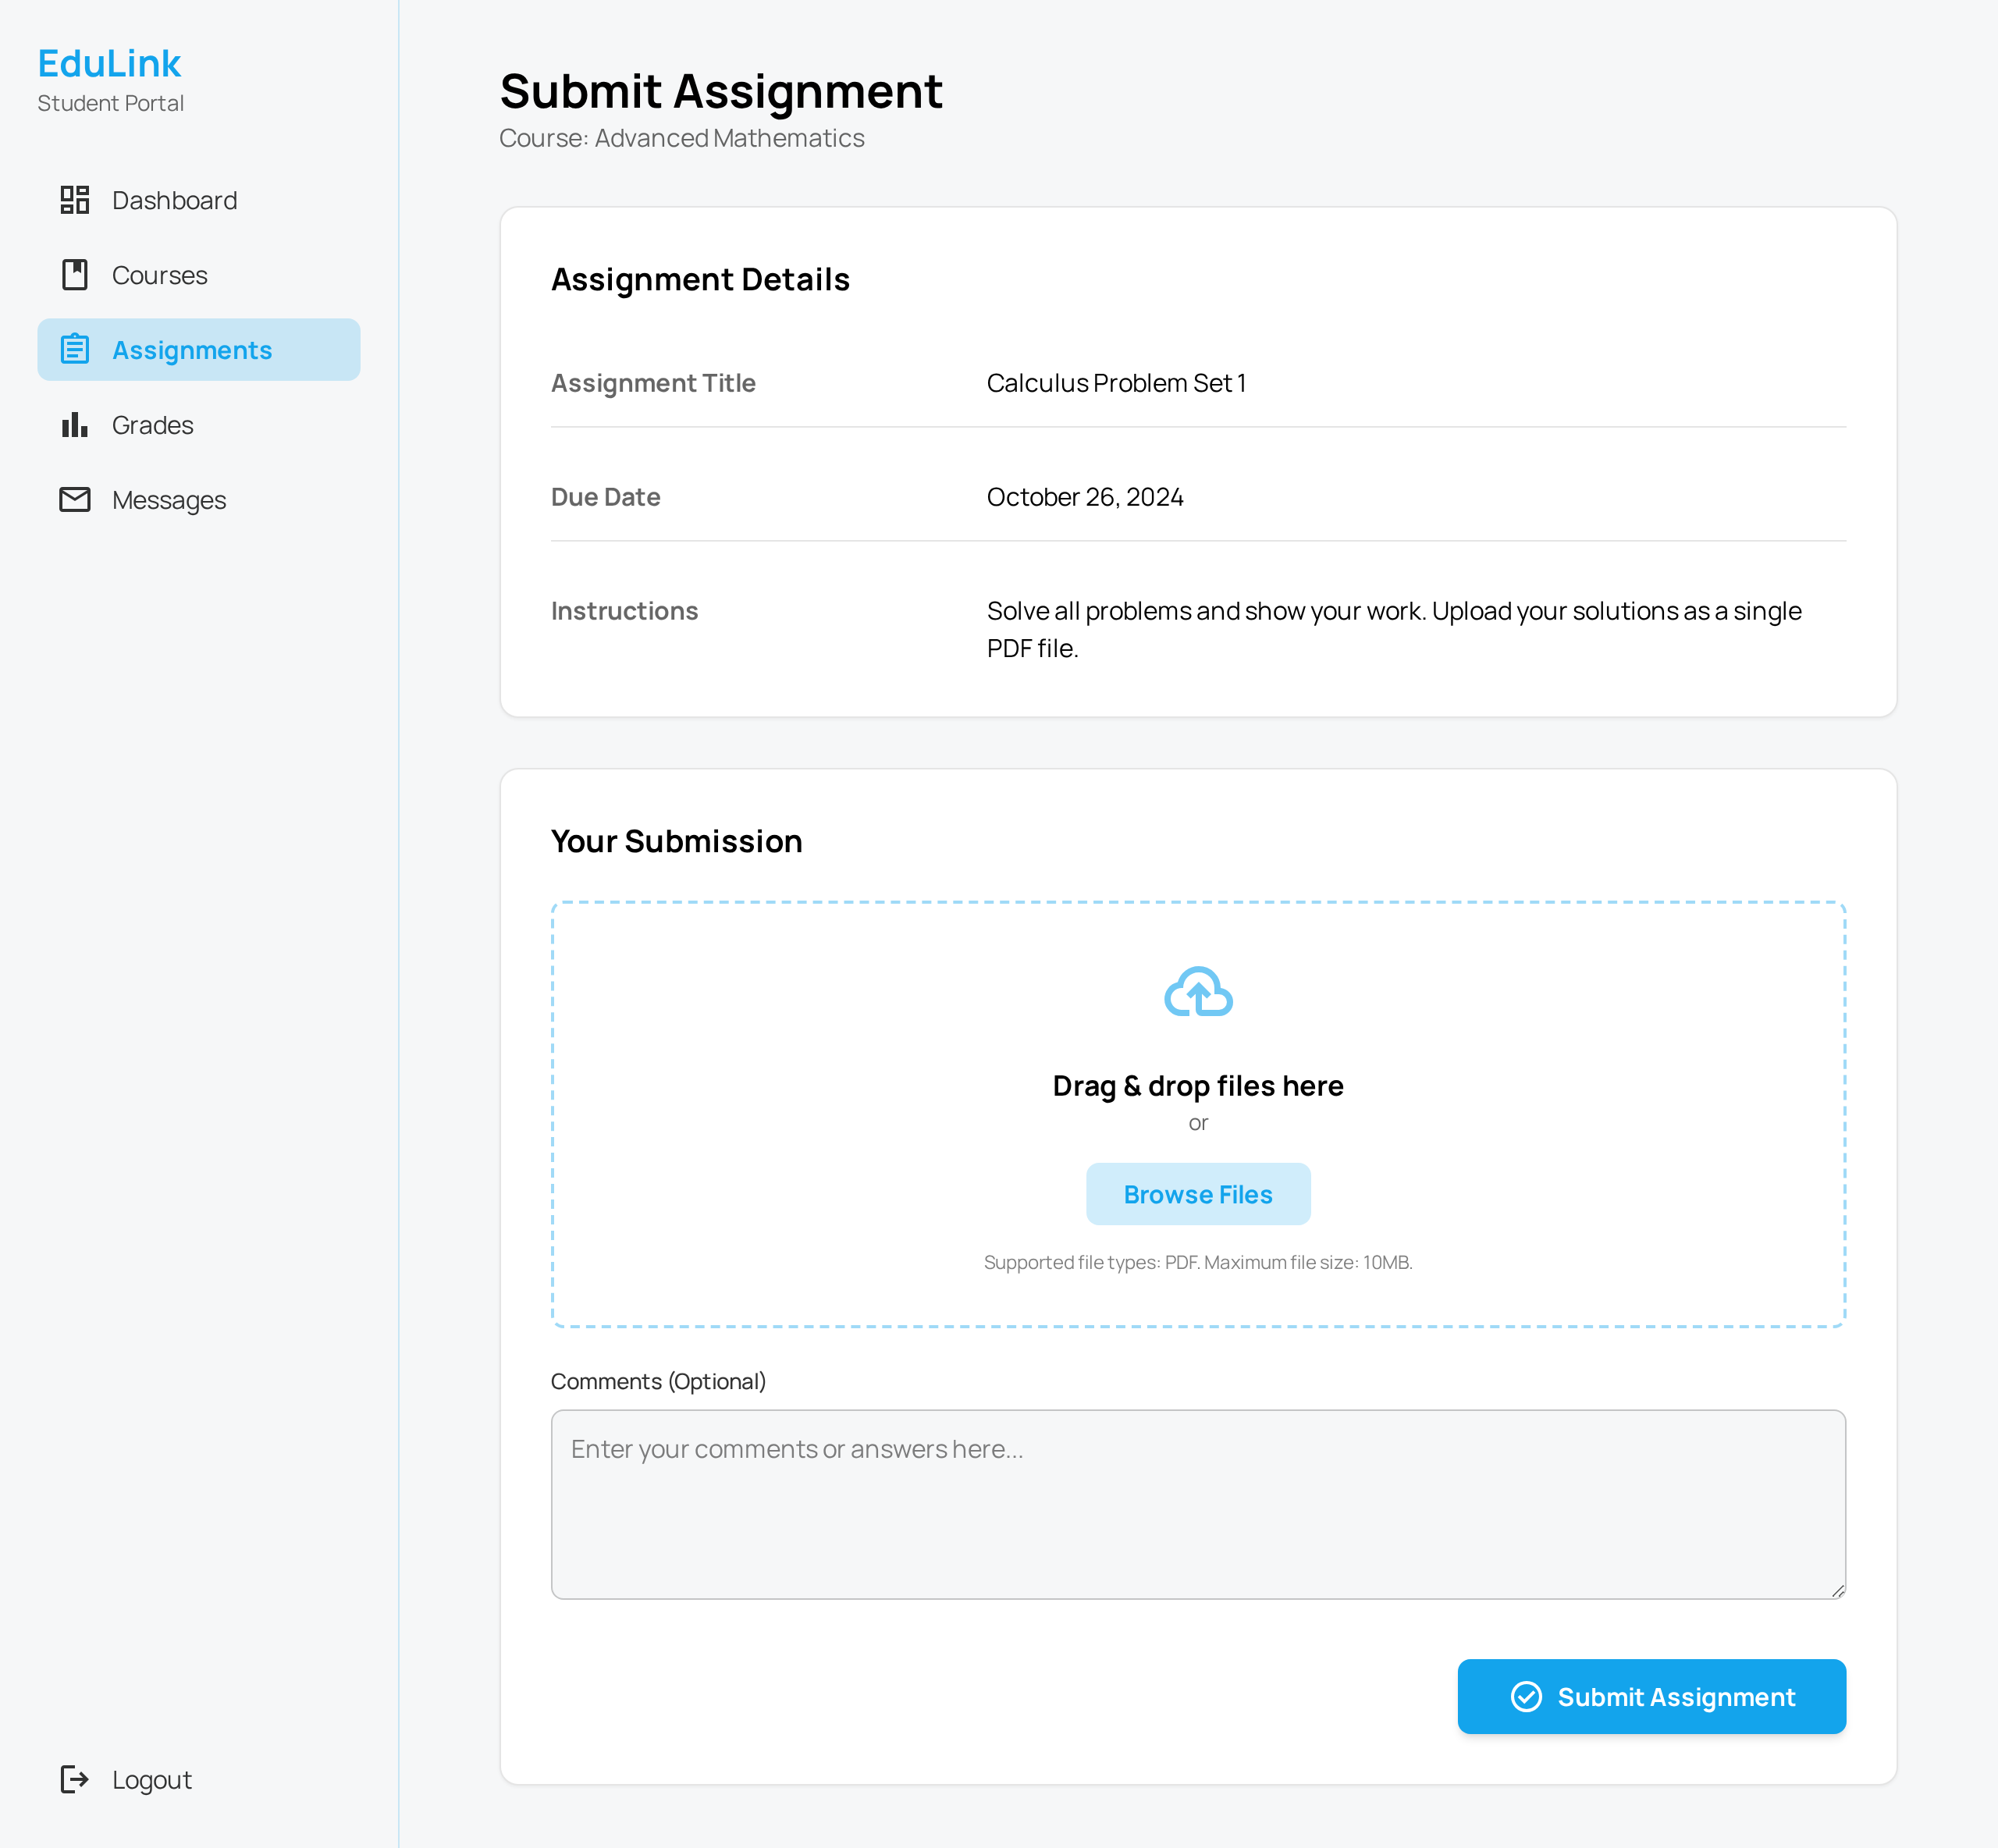 EduLink
Student Portal
Dashboard
Courses
Assignments
Grades
Messages
Logout
Submit Assignment
Course: Advanced Mathematics
Assignment Details
Assignment Title
Calculus Problem Set 1
Due Date
October 26, 2024
Instructions
Solve all problems and show your work. Upload your solutions as a single
PDF file.
Your Submission
Drag & drop files here
or
Browse Files
Supported file types: PDF. Maximum file size: 10MB.
Comments (Optional)
Enter your comments or answers here...
Submit Assignment